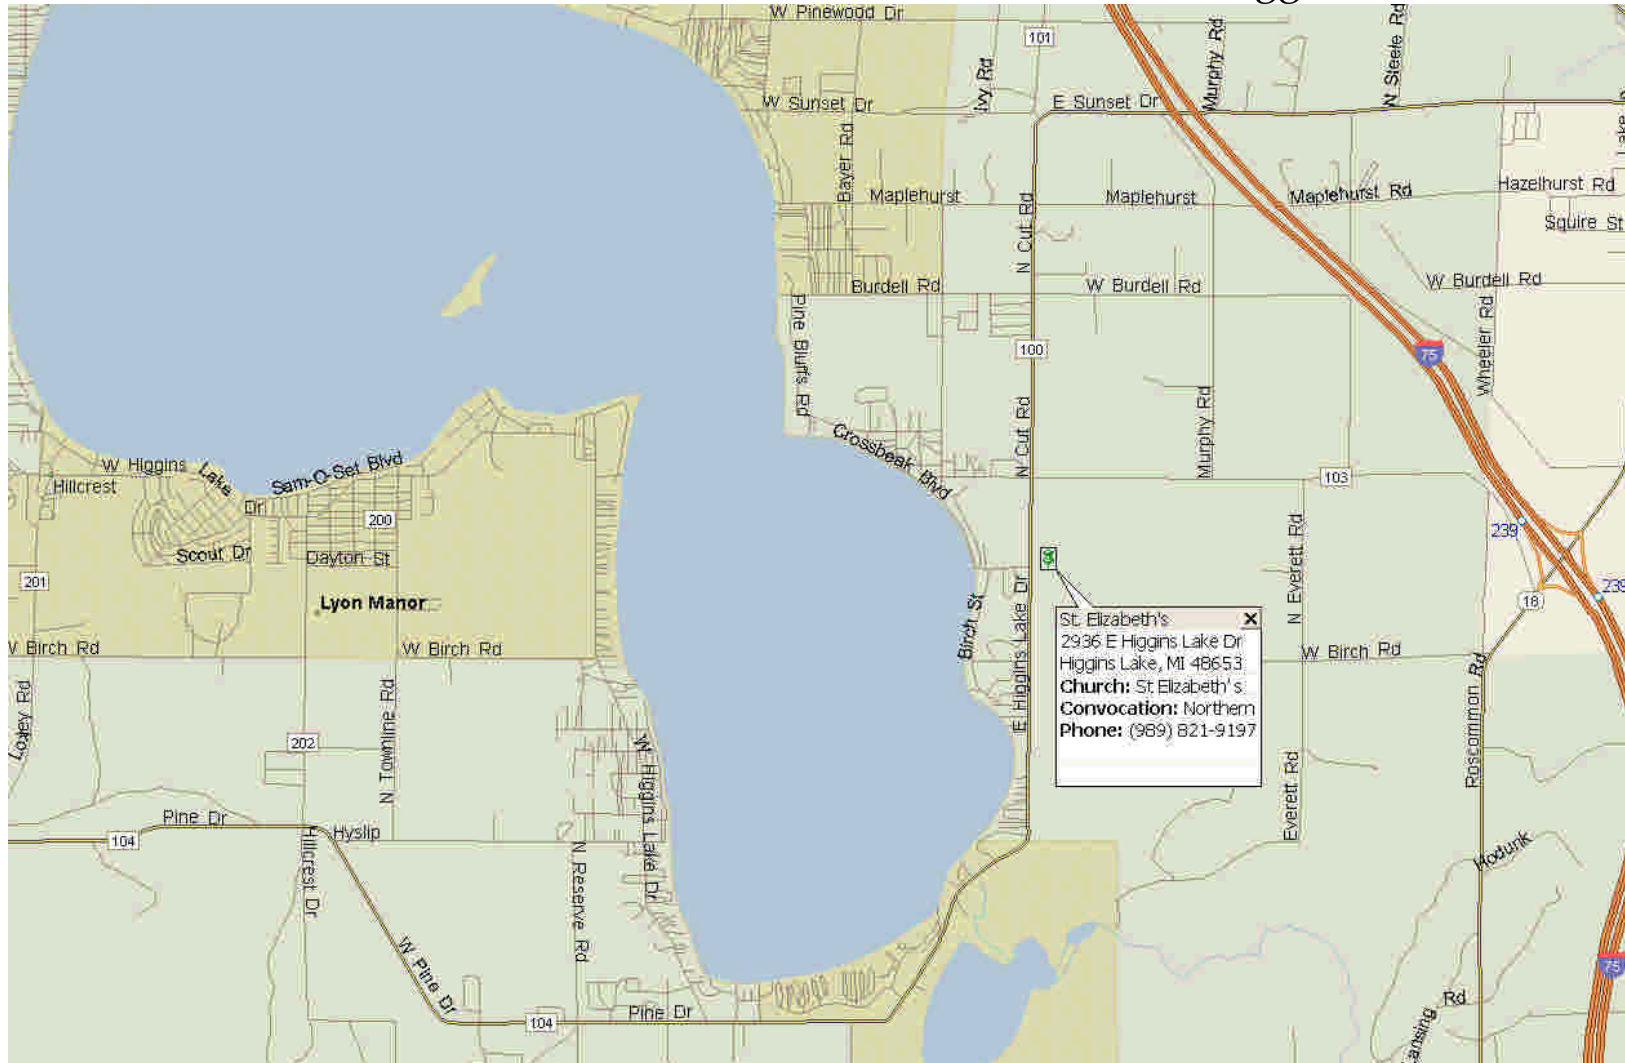 gg
W Pinewood Dr
101
Ivy Rd
Murphy Rd
N Steele Rd
W Sunset Dr
E Sunset Dr
Lake
Bayer Rd
Maplehurst
Maplehurst
Maplehurst Rd
Hazelhurst Rd
Squire St
N Cut Rd
Burdell Rd
W Burdell Rd
W Burdell Rd
Pine Bluffs Rd
100
75
Wheeler Rd
N Cut Rd
Murphy Rd
Crossbeak Blvd
W Higgins Lake Dr
Sam-O-Set Blvd
Hillcrest
103
200
239
Scout Dr
Dayton St
N Everett Rd
201
Lyon Manor
E Higgins Lake Dr
Birch St
18
239
St. Elizabeth's
2936 E Higgins Lake Dr
Higgins Lake, MI 48653
Church: St Elizabeth's
Convocation: Northern
Phone: (989) 821-9197
W Birch Rd
W Birch Rd
W Birch Rd
Loxley Rd
N Townline Rd
202
W Higgins Lake Dr
Roscommon Rd
Everett Rd
Pine Dr
104
Hyslip
Hillcrest Dr
N Reserve Rd
Hodunk
W Pine Dr
75
104
Pine Dr
Lansing Rd